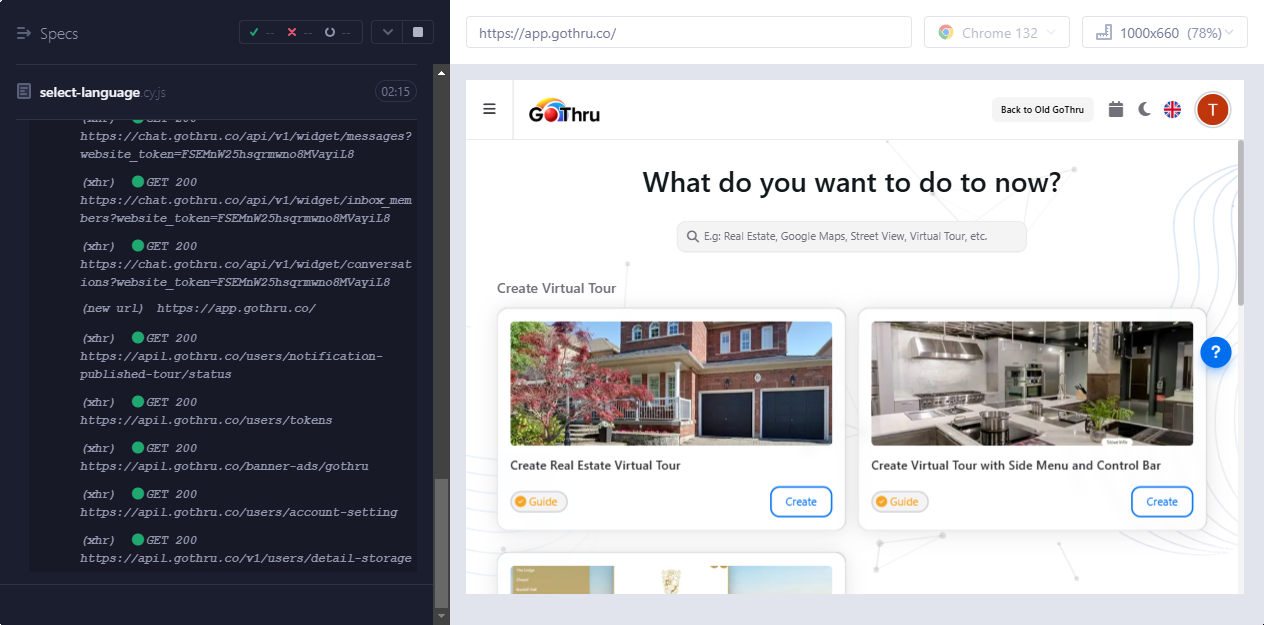 Specs
--
--
--
select-language.cy.js
02:15
(xhr) GET 200
https://chat.gothru.co/api/v1/widget/messages?
website_token=FSEMnW25hsqrmwno8MVayiL8
(xhr) GET 200
https://chat.gothru.co/api/v1/widget/inbox_mem
bers?website_token=FSEMnW25hsqrmwno8MVayiL8
(xhr) GET 200
https://chat.gothru.co/api/v1/widget/conversat
ions?website_token=FSEMnW25hsqrmwno8MVayiL8
(new url) https://app.gothru.co/
(xhr) GET 200
https://apil.gothru.co/users/notification-
published-tour/status
(xhr) GET 200
https://apil.gothru.co/users/tokens
(xhr) GET 200
https://apil.gothru.co/banner-ads/gothru
(xhr) GET 200
https://apil.gothru.co/users/account-setting
(xhr) GET 200
https://apil.gothru.co/v1/users/detail-storage
https://app.gothru.co/
Chrome 132
1000x660 (78%)
GoThru
Back to Old GoThru
T
What do you want to do to now?
E.g: Real Estate, Google Maps, Street View, Virtual Tour, etc.
Create Virtual Tour
Create Real Estate Virtual Tour
Guide
Create
Create Virtual Tour with Side Menu and Control Bar
Guide
Create
?